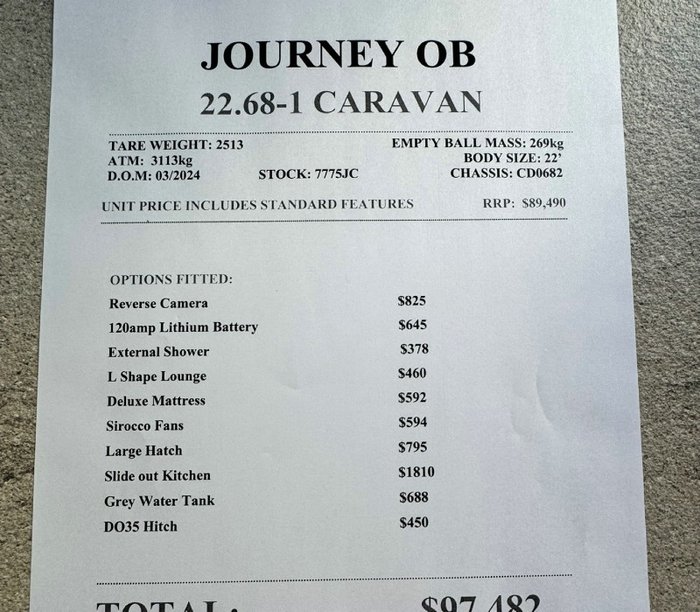 JOURNEY OB
22.68-1 CARAVAN
TARE WEIGHT: 2513 EMPTY BALL MASS: 269kg
ATM: 3113kg BODY SIZE: 22'
D.O.M: 03/2024 STOCK: 7775JC CHASSIS: CD0682
UNIT PRICE INCLUDES STANDARD FEATURES RRP: $89,490
OPTIONS FITTED:
Reverse Camera $825
120amp Lithium Battery $645
External Shower $378
L Shape Lounge $460
Deluxe Mattress $592
Sirocco Fans $594
Large Hatch $795
Slide out Kitchen $1810
Grey Water Tank $688
DO35 Hitch $450
TOTAL: $97,482